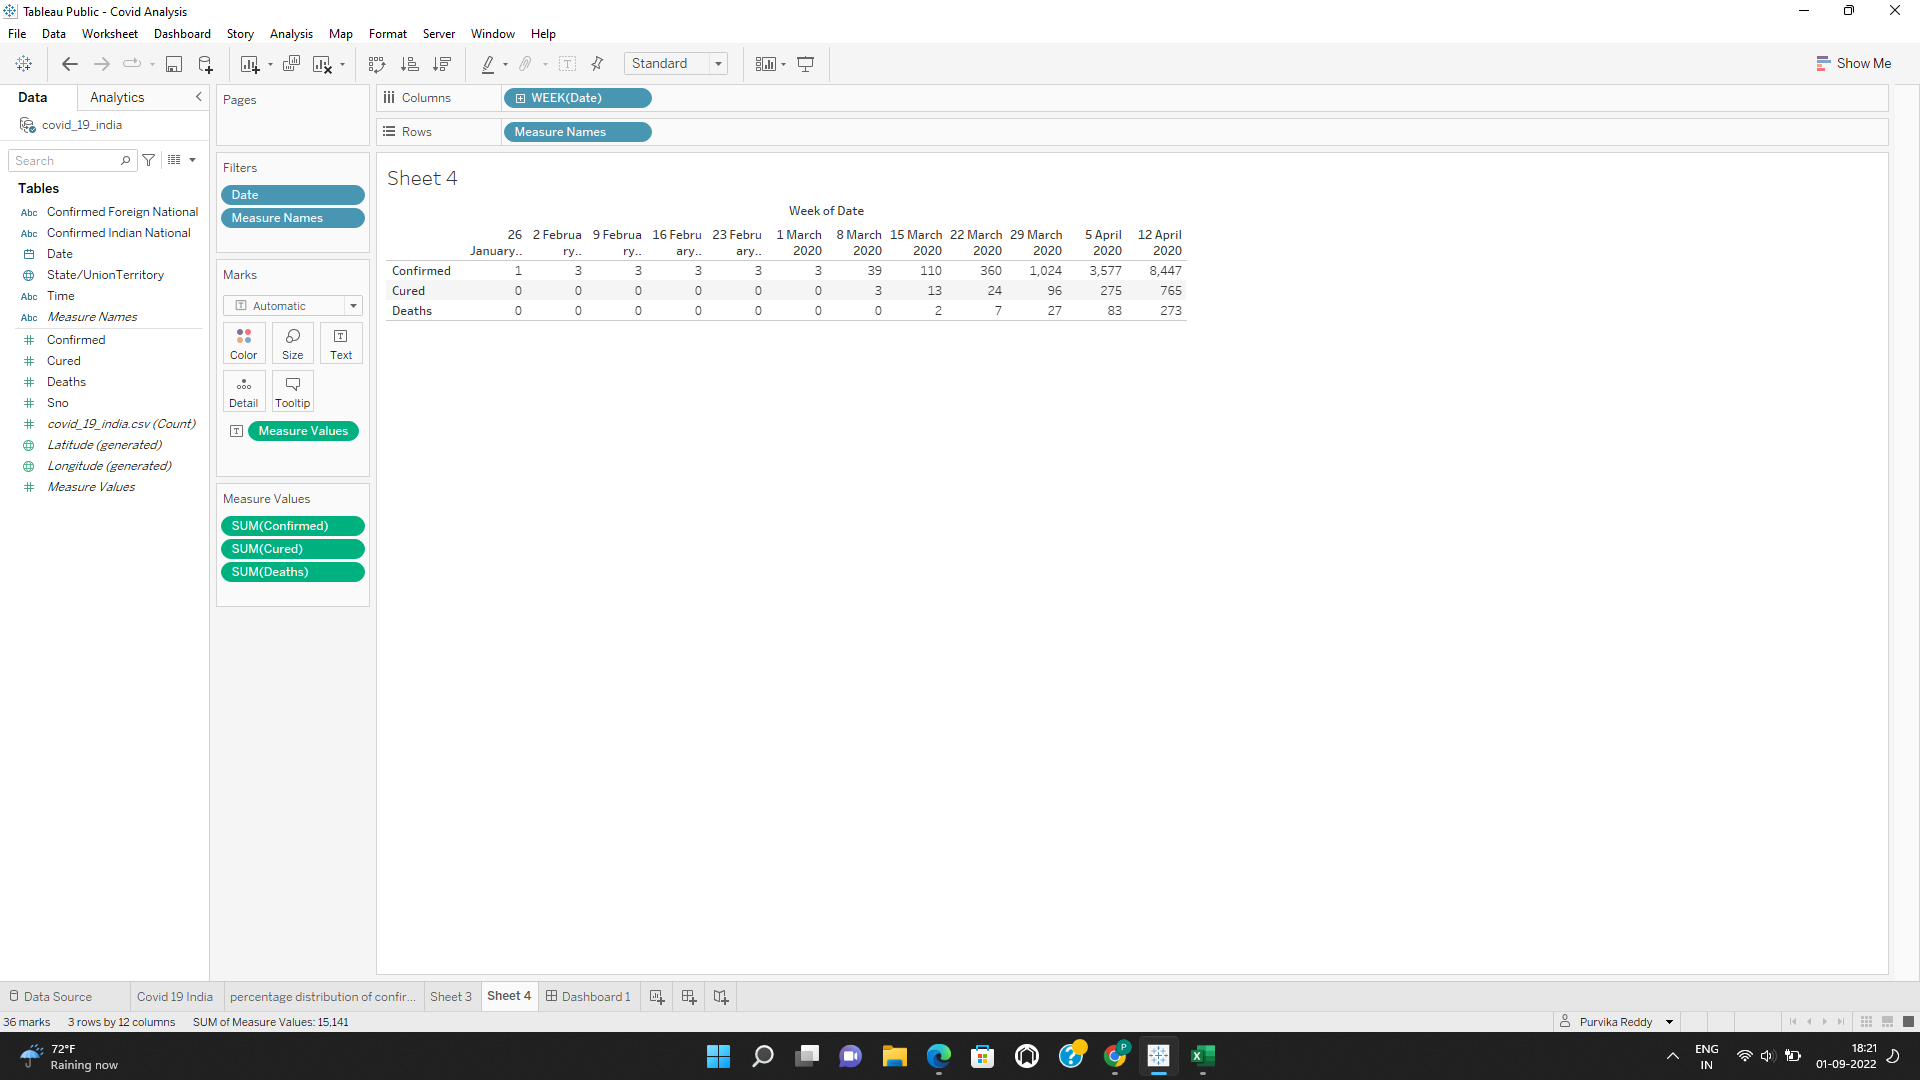 Tableau Public - Covid Analysis
File Data Worksheet Dashboard Story Analysis Map Format Server Window Help
Standard
Show Me
Data Analytics
covid_19_india
Search
Tables
Abc Confirmed Foreign National
Abc Confirmed Indian National
Date
State/UnionTerritory
Abc Time
Abc Measure Names
Confirmed
Cured
Deaths
Sno
covid_19_india.csv (Count)
Latitude (generated)
Longitude (generated)
Measure Values
Pages
Filters
Date
Measure Names
Marks
T Automatic
Color Size T Text
Detail Tooltip
T Measure Values
Measure Values
SUM(Confirmed)
SUM(Cured)
SUM(Deaths)
Columns WEEK(Date)
Rows Measure Names
Sheet 4
Week of Date
26 2 Februa 9 Februa 16 Febru 23 Febru 1 March 8 March 15 March 22 March 29 March 5 April 12 April
January.. ry.. ry.. ary.. ary.. 2020 2020 2020 2020 2020 2020 2020
Confirmed 1 3 3 3 3 3 39 110 360 1,024 3,577 8,447
Cured 0 0 0 0 0 0 3 13 24 96 275 765
Deaths 0 0 0 0 0 0 0 2 7 27 83 273
Data Source Covid 19 India percentage distribution of confir... Sheet 3 Sheet 4 Dashboard 1
36 marks 3 rows by 12 columns SUM of Measure Values: 15,141
Purvika Reddy
72°F
Raining now
P
ENG
IN
18:21
01-09-2022